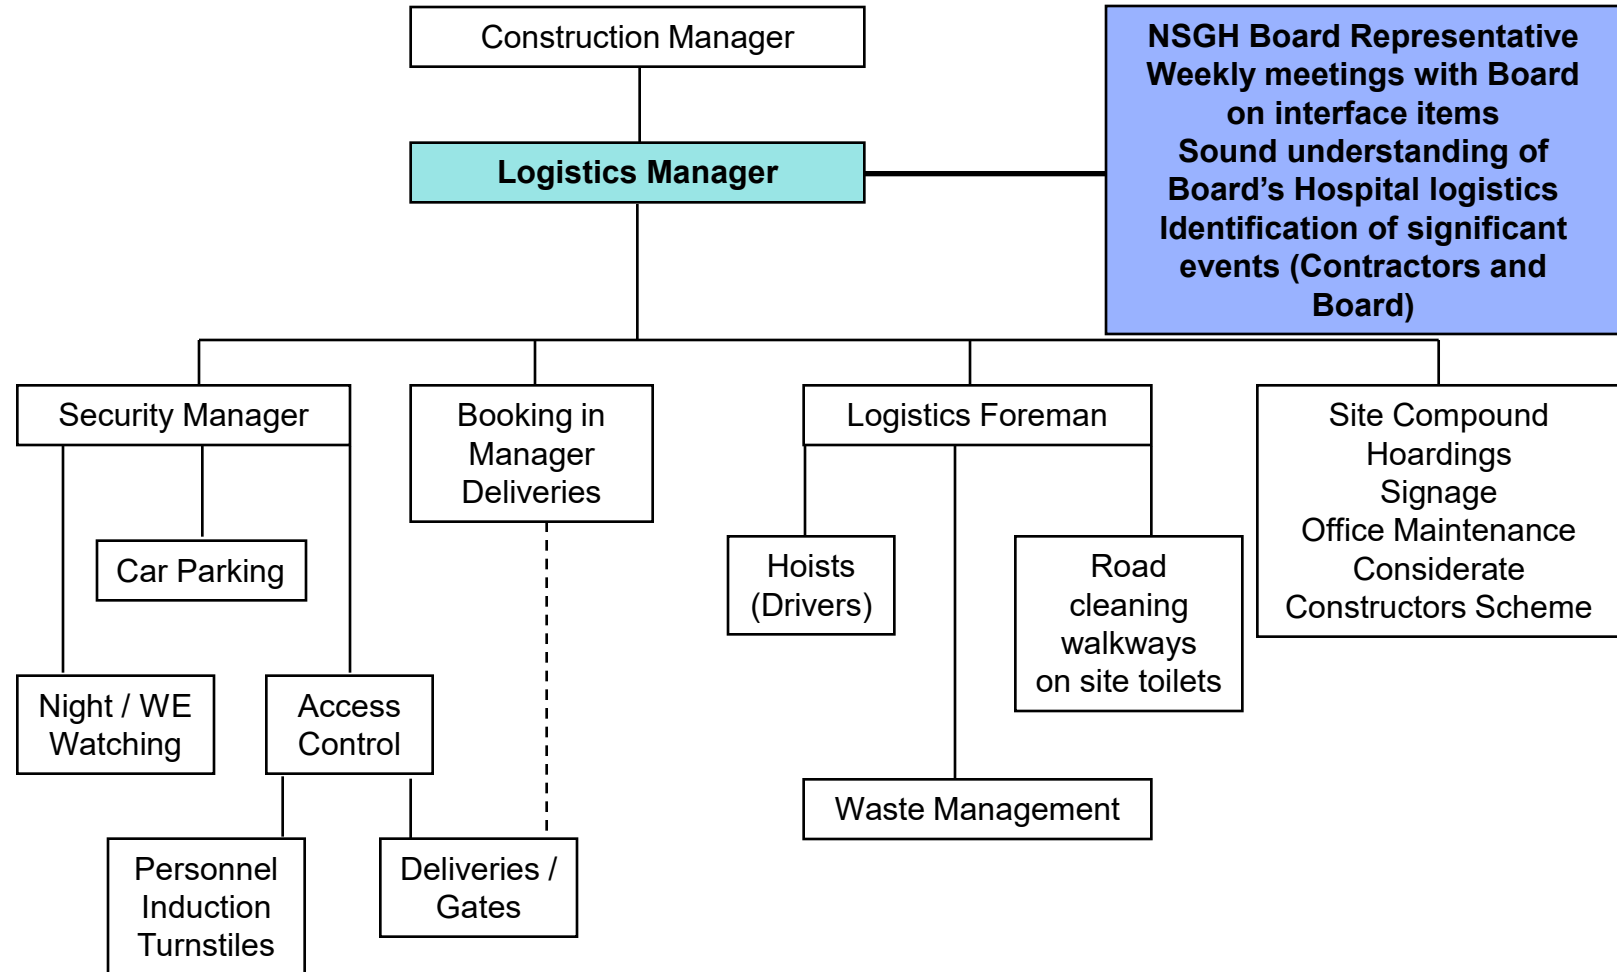 Construction Manager
NSGH Board Representative
Weekly meetings with Board
on interface items
Sound understanding of
Board’s Hospital logistics
Identification of significant
events (Contractors and
Board)
Logistics Manager
Security Manager
Booking in
Manager
Deliveries
Logistics Foreman
Site Compound
Hoardings
Signage
Office Maintenance
Considerate
Constructors Scheme
Car Parking
Hoists
(Drivers)
Road
cleaning
walkways
on site toilets
Night / WE
Watching
Access
Control
Waste Management
Personnel
Induction
Turnstiles
Deliveries /
Gates